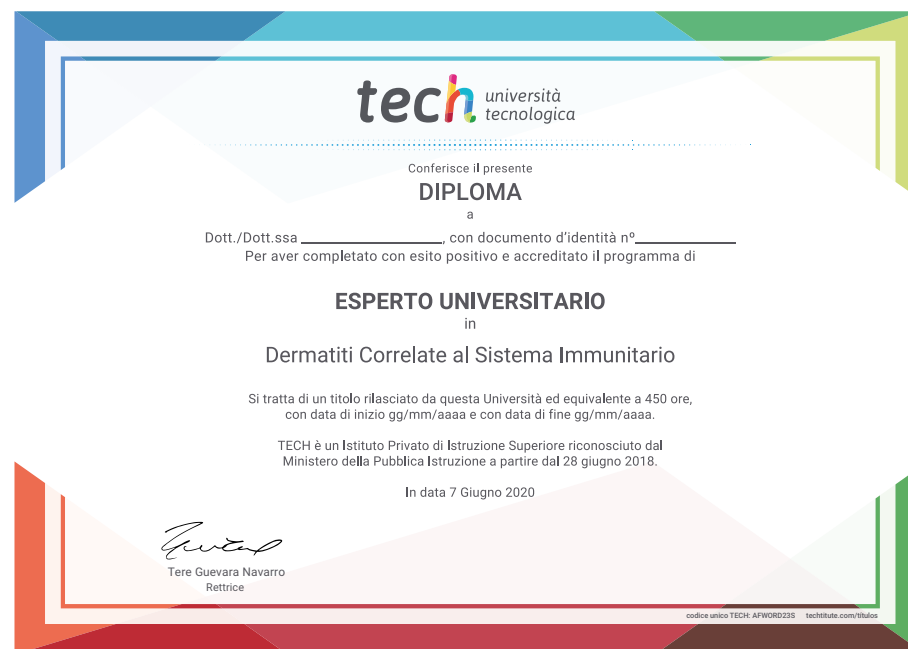 tech università
tecnologica
Conferisce il presente
DIPLOMA
a
Dott./Dott.ssa ____________________, con documento d'identità nº______________
Per aver completato con esito positivo e accreditato il programma di
ESPERTO UNIVERSITARIO
in
Dermatiti Correlate al Sistema Immunitario
Si tratta di un titolo rilasciato da questa Università ed equivalente a 450 ore,
con data di inizio gg/mm/aaaa e con data di fine gg/mm/aaaa.
TECH è un Istituto Privato di Istruzione Superiore riconosciuto dal
Ministero della Pubblica Istruzione a partire dal 28 giugno 2018.
In data 7 Giugno 2020
Tere Guevara Navarro
Rettrice
codice unico TECH: AFWORD23S techtitute.com/titulos